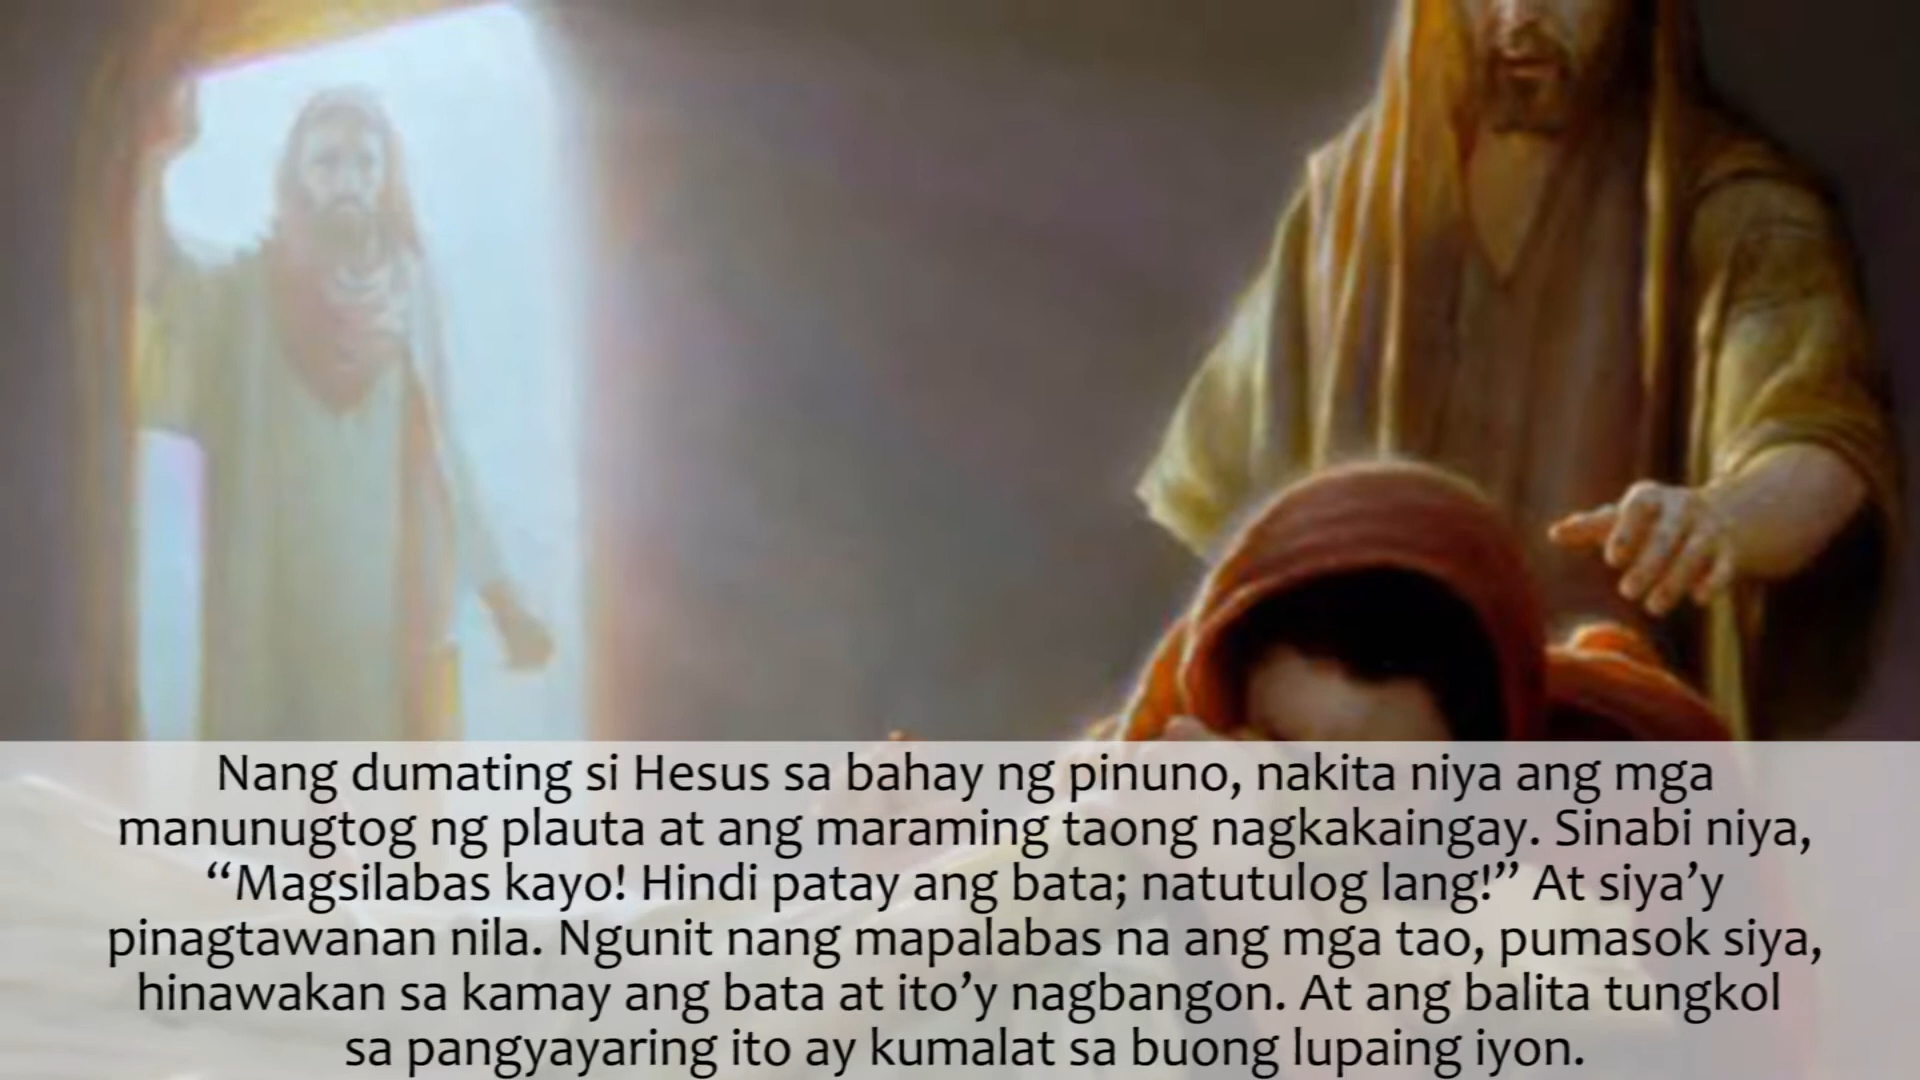 Nang dumating si Hesus sa bahay ng pinuno, nakita niya ang mga
manunugtog ng plauta at ang maraming taong nagkakaingay. Sinabi niya,
“Magsilabas kayo! Hindi patay ang bata; natutulog lang!” At siya’y
pinagtawanan nila. Ngunit nang mapalabas na ang mga tao, pumasok siya,
hinawakan sa kamay ang bata at ito’y nagbangon. At ang balita tungkol
sa pangyayaring ito ay kumalat sa buong lupaing iyon.